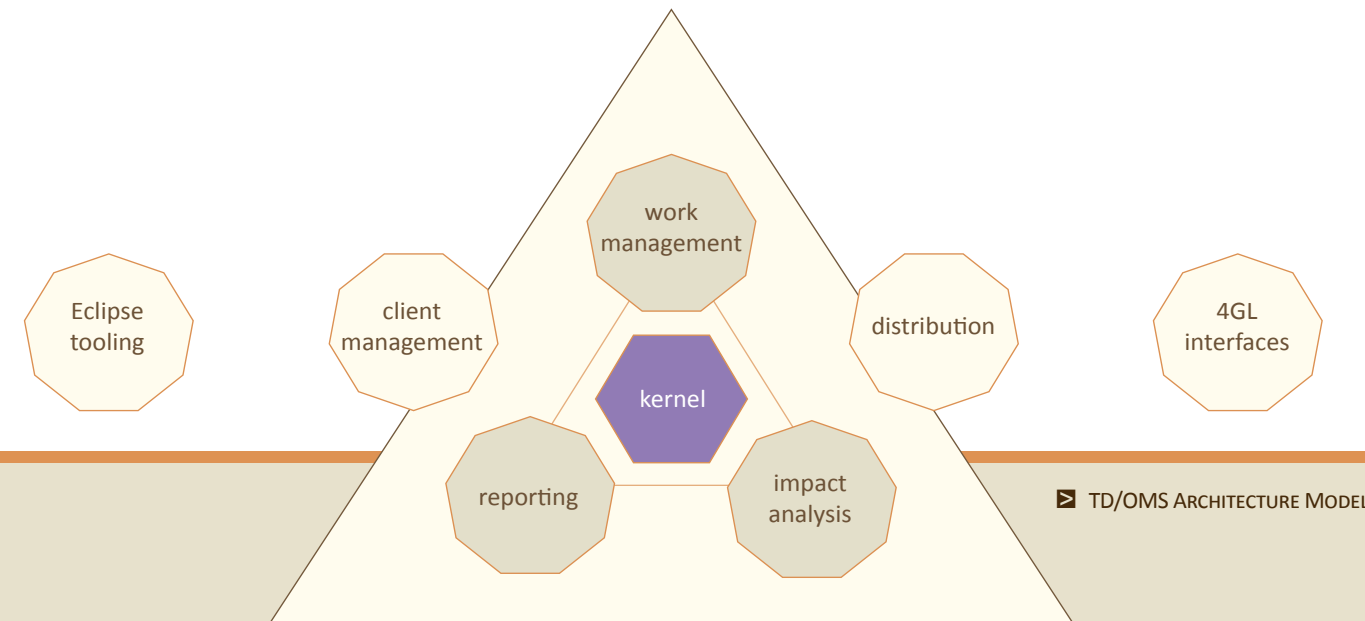 work
management
Eclipse
tooling
client
management
distribution
4GL
interfaces
kernel
reporting
impact
analysis
TD/OMS ARCHITECTURE MODEL